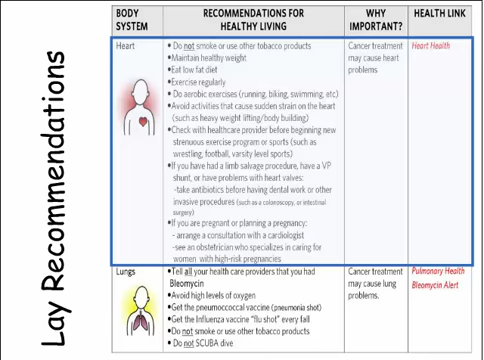 Lay Recommendations
BODY SYSTEM
RECOMMENDATIONS FOR HEALTHY LIVING
WHY IMPORTANT?
HEALTH LINK
Heart
• Do not smoke or use other tobacco products
• Maintain healthy weight
• Eat low fat diet
• Exercise regularly
• Do aerobic exercises (running, biking, swimming, etc)
• Avoid activities that cause sudden strain on the heart
(such as heavy weight lifting/body building)
• Check with healthcare provider before beginning new
strenuous exercise program or sports (such as
wrestling, football, varsity level sports)
• If you have had a limb salvage procedure, have a VP
shunt, or have problems with heart valves:
-take antibiotics before having dental work or other
invasive procedures (such as a colonoscopy, or intestinal
surgery)
• If you are pregnant or planning a pregnancy:
- arrange a consultation with a cardiologist
-see an obstetrician who specializes in caring for
women with high-risk pregnancies
Cancer treatment
may cause heart
problems
Heart Health
Lungs
• Tell all your health care providers that you had
Bleomycin
• Avoid high levels of oxygen
• Get the pneumococcal vaccine (pneumonia shot)
• Get the Influenza vaccine "flu shot" every fall
• Do not smoke or use other tobacco products
• Do not SCUBA dive
Cancer treatment
may cause lung
problems.
Pulmonary Health
Bleomycin Alert